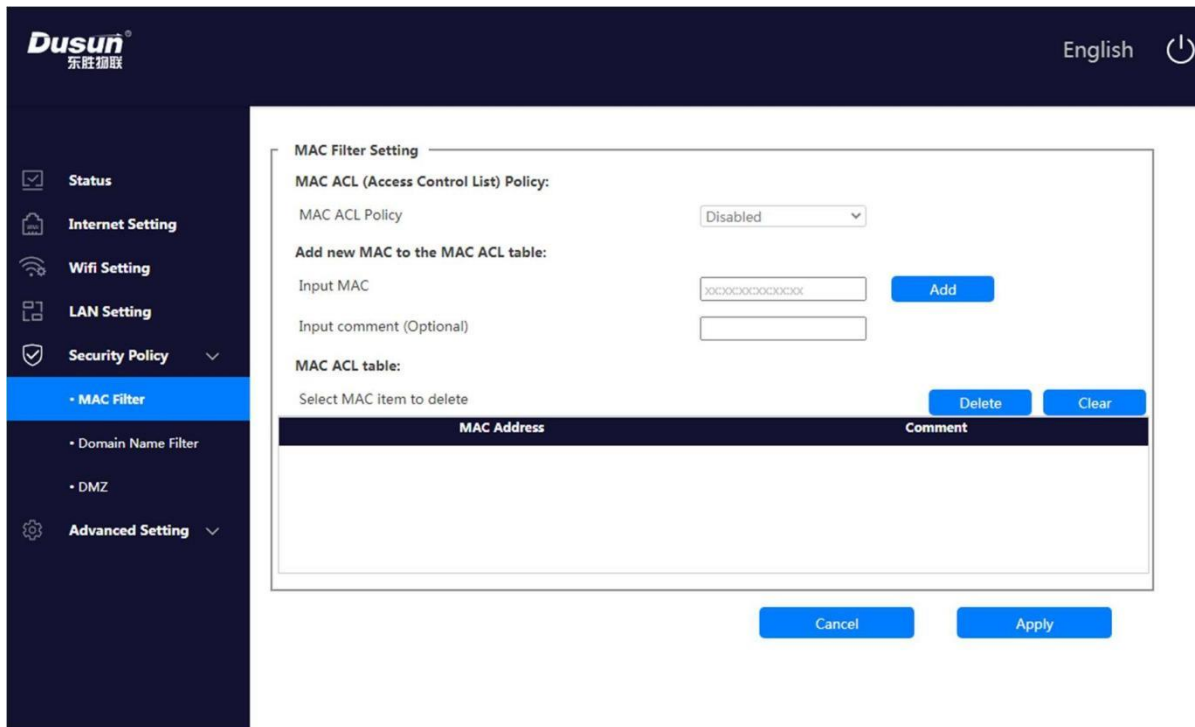 Dusun®
东胜物联
English
Status
Internet Setting
Wifi Setting
LAN Setting
Security Policy
• MAC Filter
• Domain Name Filter
• DMZ
Advanced Setting
MAC Filter Setting
MAC ACL (Access Control List) Policy:
MAC ACL Policy Disabled
Add new MAC to the MAC ACL table:
Input MAC xx:xx:xx:xx:xx:xx Add
Input comment (Optional)
MAC ACL table:
Select MAC item to delete Delete Clear
MAC Address Comment
Cancel Apply